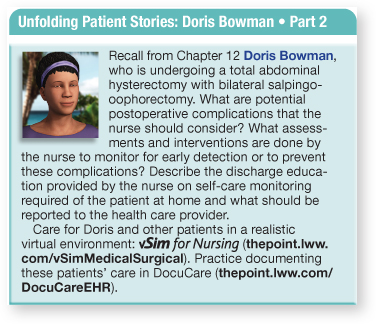 Unfolding Patient Stories: Doris Bowman • Part 2
Recall from Chapter 12 Doris Bowman,
who is undergoing a total abdominal
hysterectomy with bilateral salpingo-
oophorectomy. What are potential
postoperative complications that the
nurse should consider? What assess-
ments and interventions are done by
the nurse to monitor for early detection or to prevent
these complications? Describe the discharge educa-
tion provided by the nurse on self-care monitoring
required of the patient at home and what should be
reported to the health care provider.
Care for Doris and other patients in a realistic
virtual environment: vSim for Nursing (thepoint.lww.
com/vSimMedicalSurgical). Practice documenting
these patients' care in DocuCare (thepoint.lww.com/
DocuCareEHR).